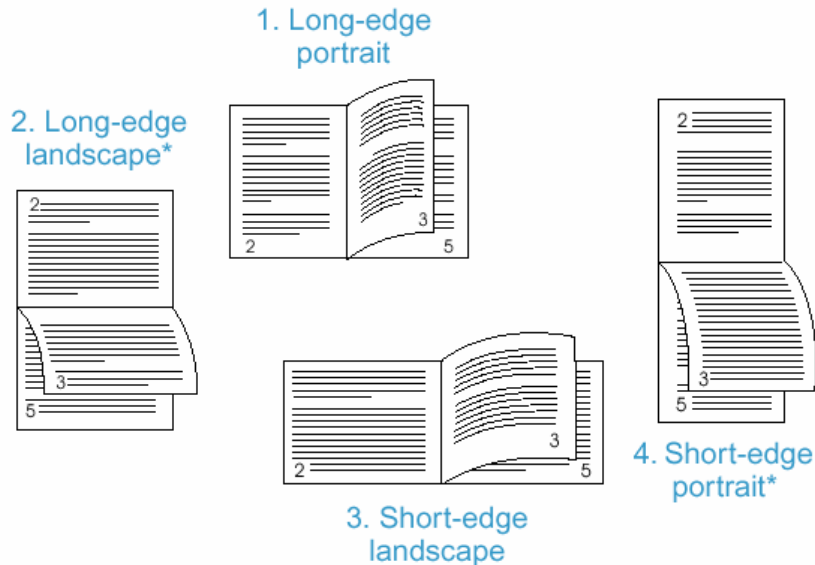 1. Long-edge
portrait
2
3
5
2. Long-edge
landscape*
2
3
5
3. Short-edge
landscape
2
3
5
4. Short-edge
portrait*
2
3
5